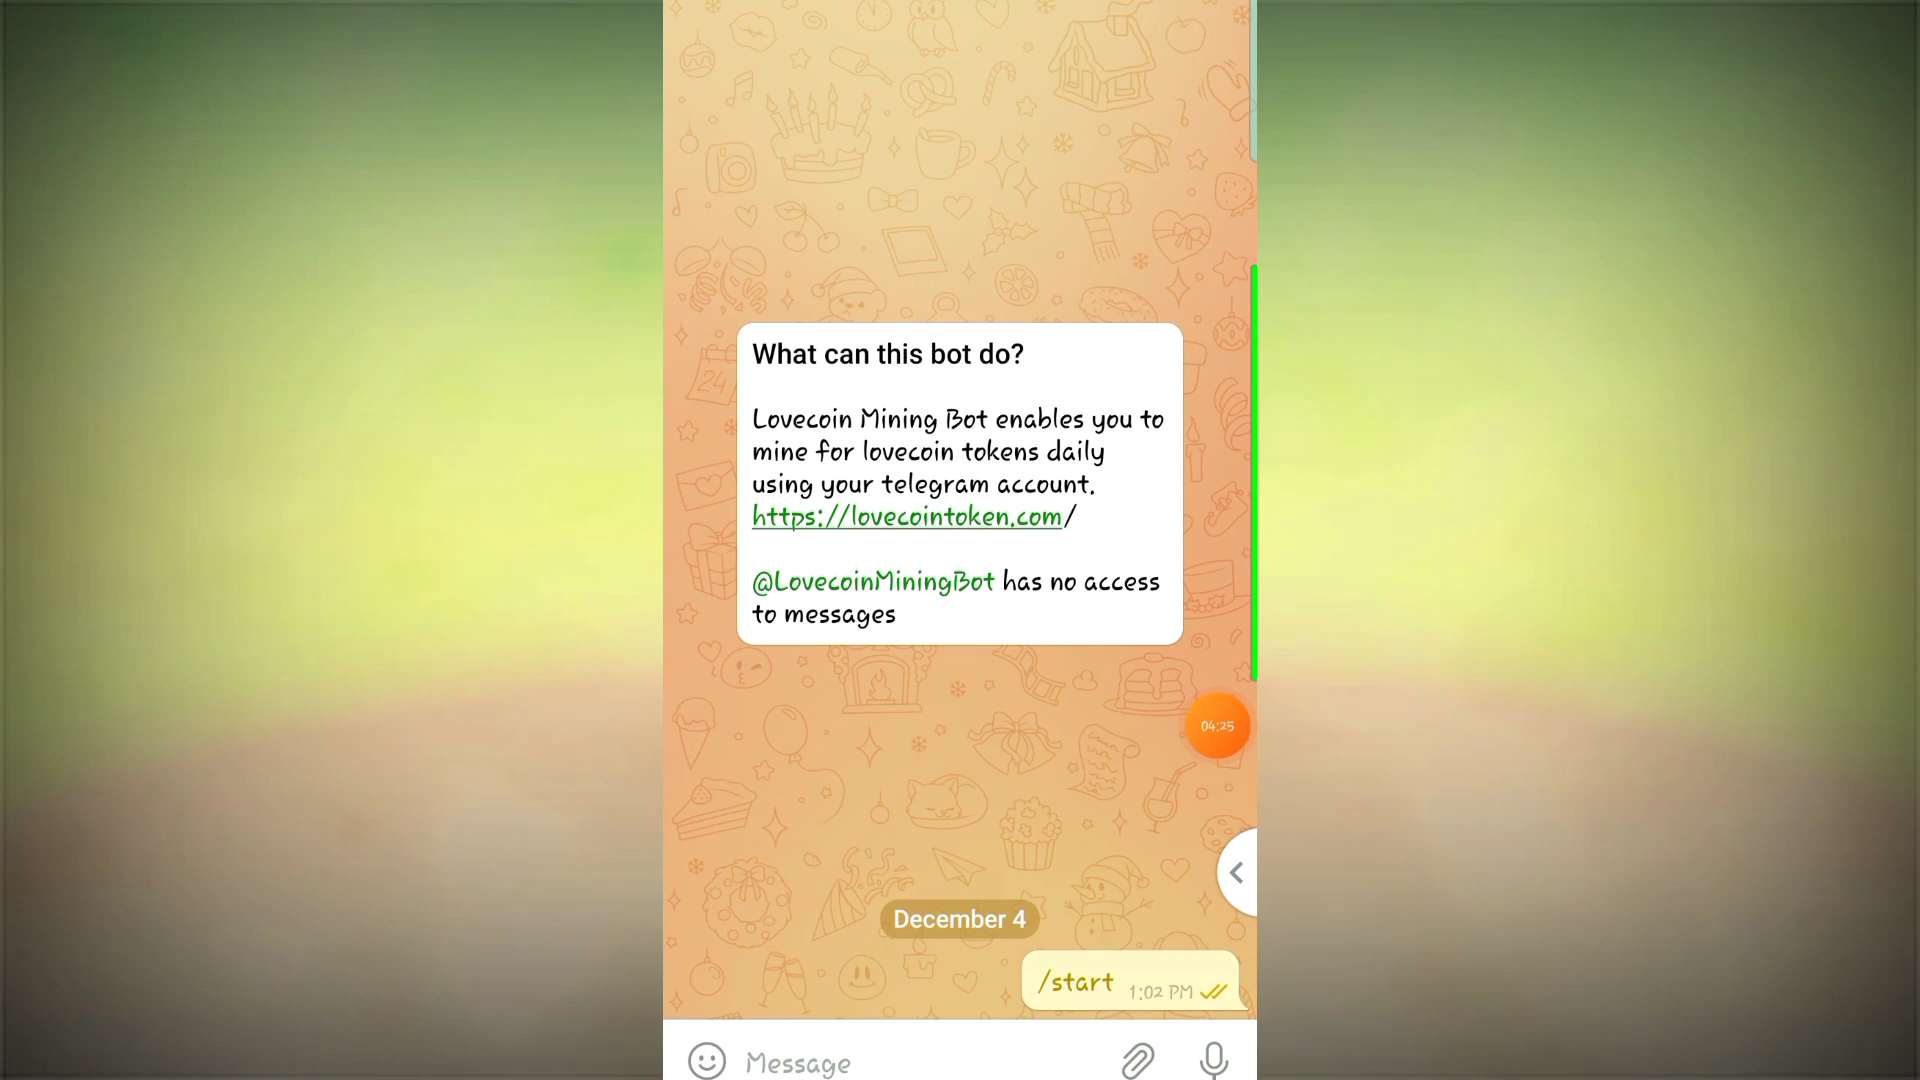 What can this bot do?
Lovecoin Mining Bot enables you to
mine for lovecoin tokens daily
using your telegram account.
https://lovecointoken.com/
@LovecoinMiningBot has no access
to messages
24
04:25
December 4
/start 1:02 PM
Message